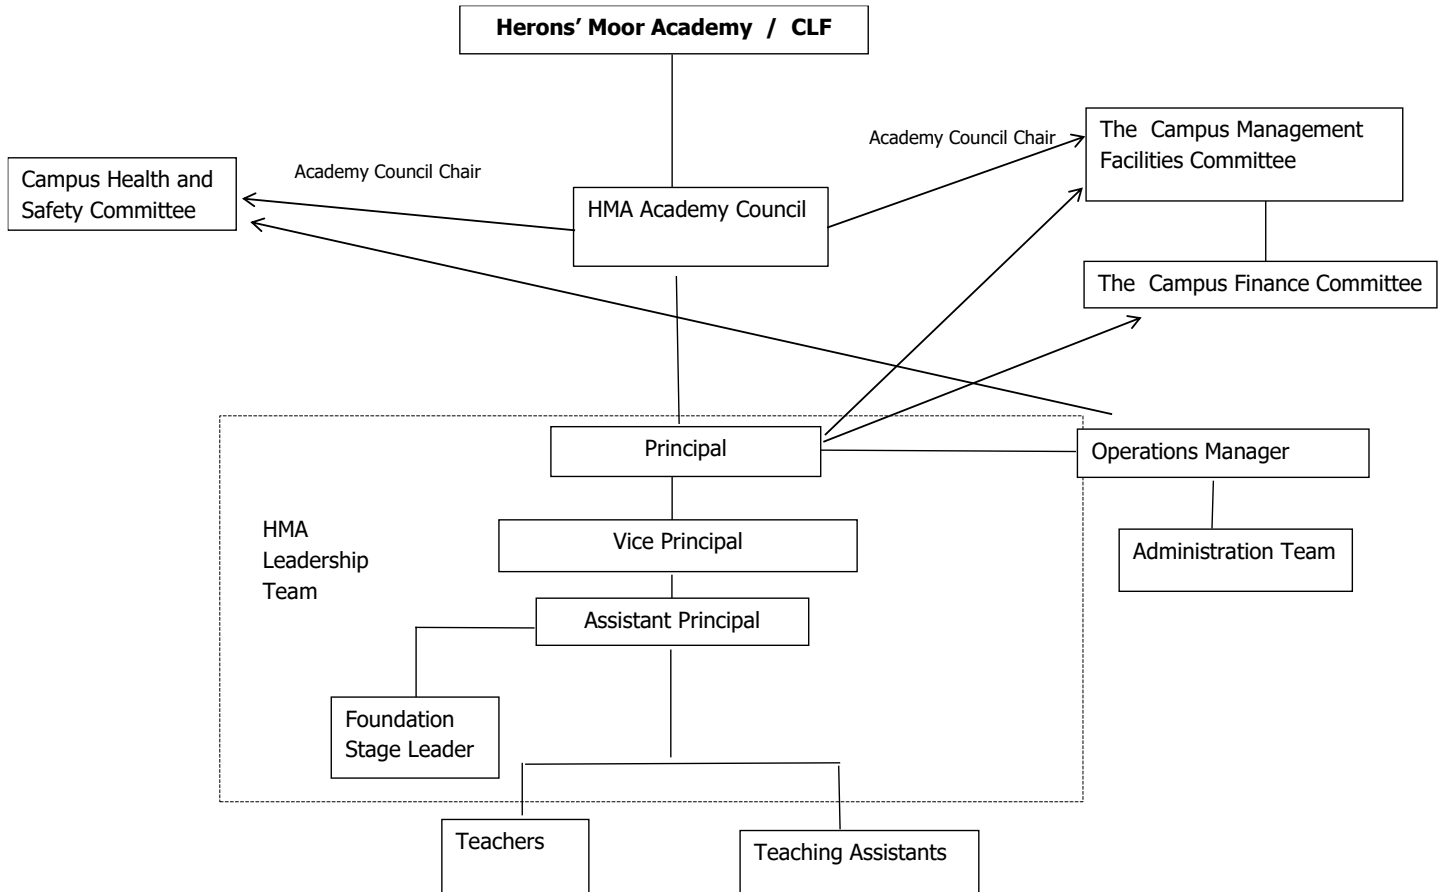 Herons’ Moor Academy / CLF
Academy Council Chair
The Campus Management
Facilities Committee
Campus Health and
Safety Committee
Academy Council Chair
HMA Academy Council
The Campus Finance Committee
Principal
Operations Manager
HMA
Leadership
Team
Vice Principal
Administration Team
Assistant Principal
Foundation
Stage Leader
Teachers
Teaching Assistants